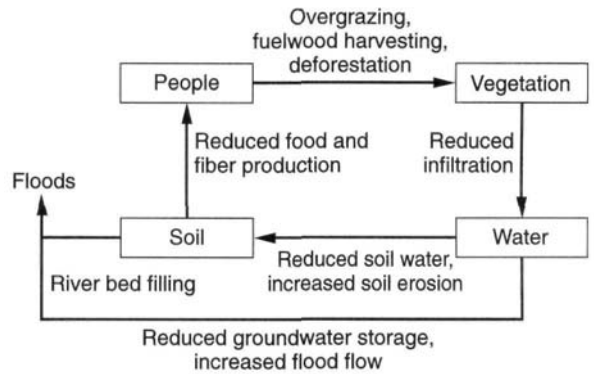 Overgrazing,
fuelwood harvesting,
deforestation
People
Vegetation
Reduced food and
fiber production
Reduced
infiltration
Floods
Soil
Water
River bed filling
Reduced soil water,
increased soil erosion
Reduced groundwater storage,
increased flood flow